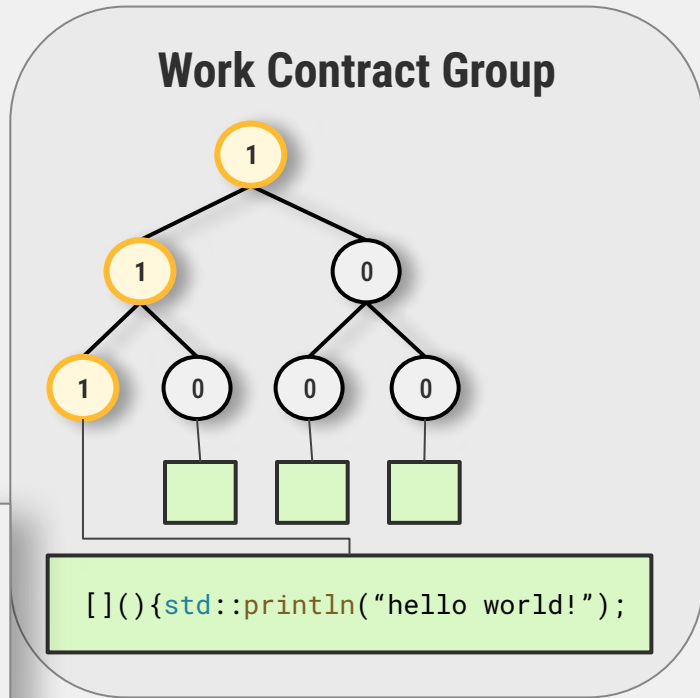 Work Contract Group
1
1 0
1 0 0 0
[](){std::println(“hello world!”);